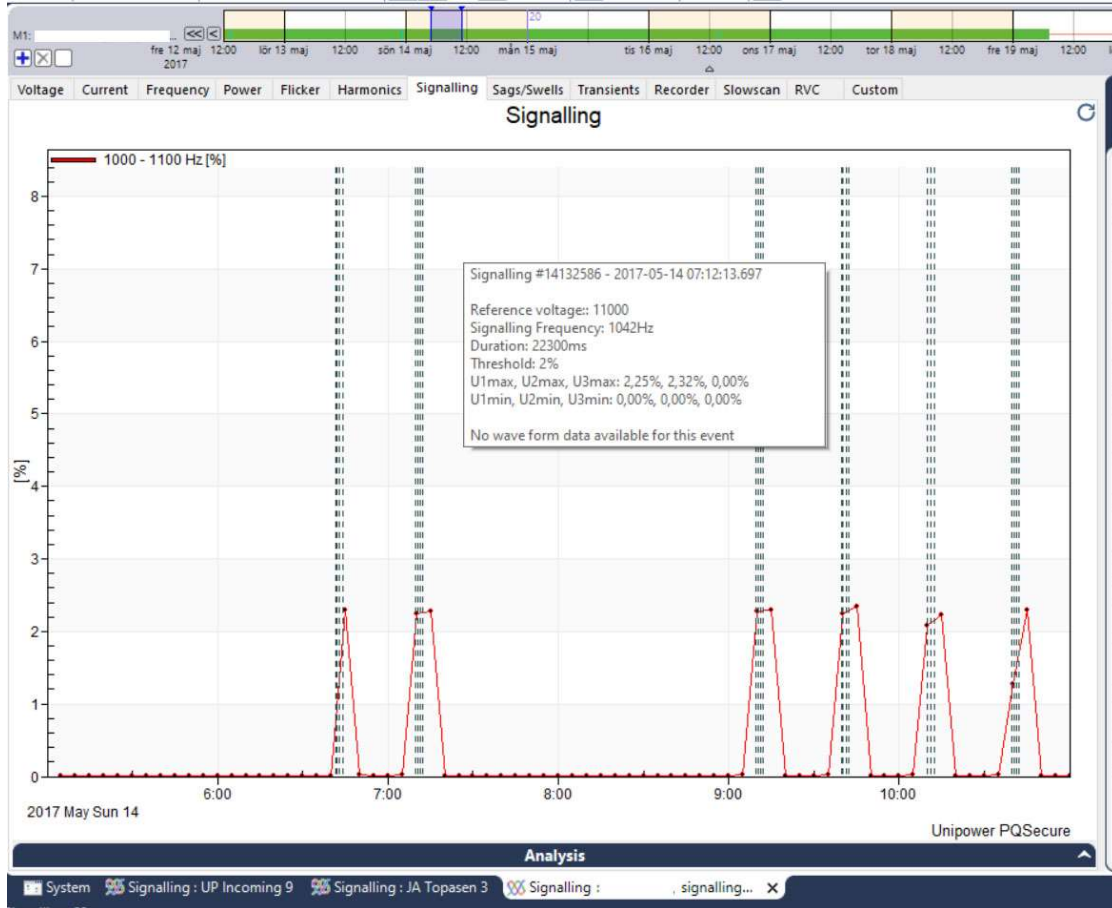 20
M1:
.. << <
fre 12 maj 12:00 lör 13 maj 12:00 sön 14 maj 12:00 mån 15 maj tis 16 maj 12:00 ons 17 maj 12:00 tor 18 maj 12:00 fre 19 maj 12:00
2017
Voltage Current Frequency Power Flicker Harmonics Signalling Sags/Swells Transients Recorder Slowscan RVC Custom
Signalling
1000 - 1100 Hz [%]
8
7
Signalling #14132586 - 2017-05-14 07:12:13.697
Reference voltage:: 11000
Signalling Frequency: 1042Hz
6
Duration: 22300ms
Threshold: 2%
U1max, U2max, U3max: 2,25%, 2,32%, 0,00%
U1min, U2min, U3min: 0,00%, 0,00%, 0,00%
5
No wave form data available for this event
[%]
4
3
2
1
0
6:00 7:00 8:00 9:00 10:00
2017 May Sun 14
Unipower PQSecure
Analysis
System Signalling : UP Incoming 9 Signalling : JA Topasen 3 Signalling : , signalling... X